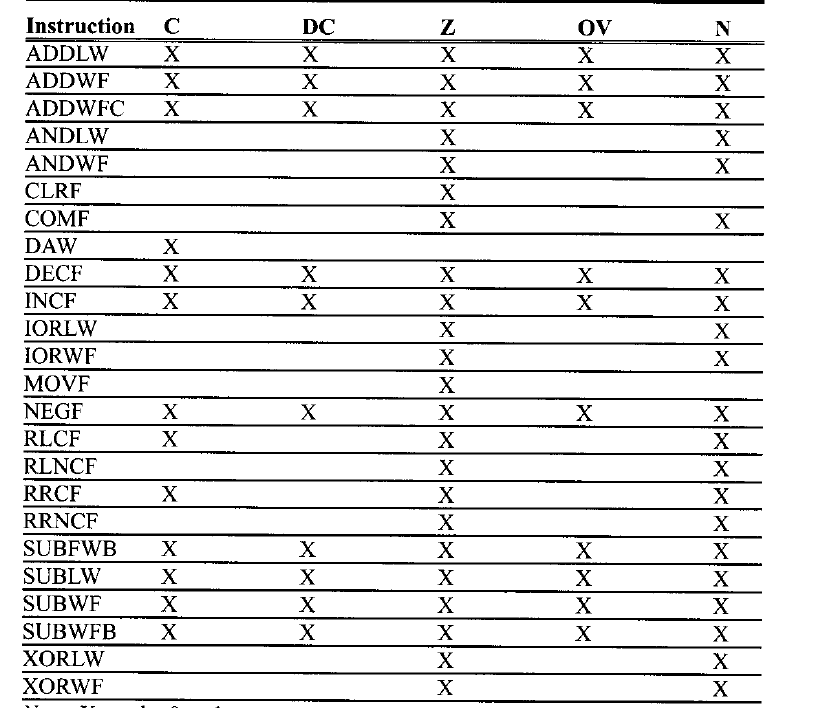 Instruction C DC Z OV N
ADDLW X X X X X
ADDWF X X X X X
ADDWFC X X X X X
ANDLW X X
ANDWF X X
CLRF X
COMF X X
DAW X
DECF X X X X X
INCF X X X X X
IORLW X X
IORWF X X
MOVF X
NEGF X X X X X
RLCF X X X
RLNCF X X
RRCF X X X
RRNCF X X
SUBFWB X X X X X
SUBLW X X X X X
SUBWF X X X X X
SUBWFB X X X X X
XORLW X X
XORWF X X